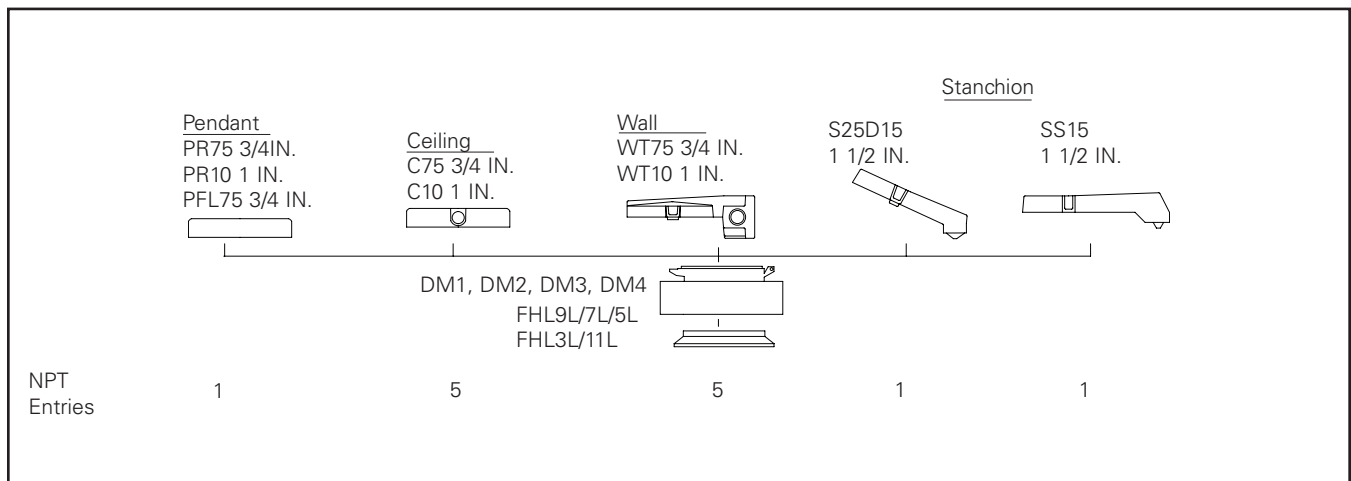 Stanchion
Pendant
PR75 3/4IN.
PR10 1 IN.
PFL75 3/4 IN.
Ceiling
C75 3/4 IN.
C10 1 IN.
Wall
WT75 3/4 IN.
WT10 1 IN.
S25D15
1 1/2 IN.
SS15
1 1/2 IN.
DM1, DM2, DM3, DM4
FHL9L/7L/5L
FHL3L/11L
NPT
Entries
1
5
5
1
1